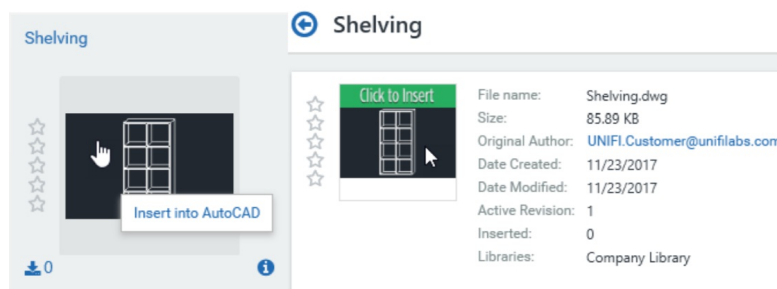 Shelving
Insert into AutoCAD
0
Shelving
Click to Insert
File name: Shelving.dwg
Size: 85.89 KB
Original Author: UNIFI.Customer@unifilabs.com
Date Created: 11/23/2017
Date Modified: 11/23/2017
Active Revision: 1
Inserted: 0
Libraries: Company Library